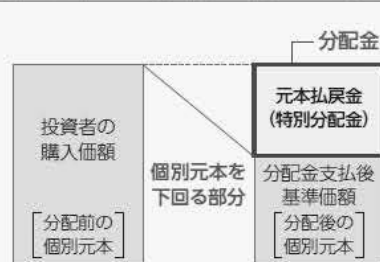 分配金
投資者の
購入価額
[分配前の
個別元本]
個別元本を
下回る部分
元本払戻金
(特別分配金)
分配金支払後
基準価額
[分配後の
個別元本]